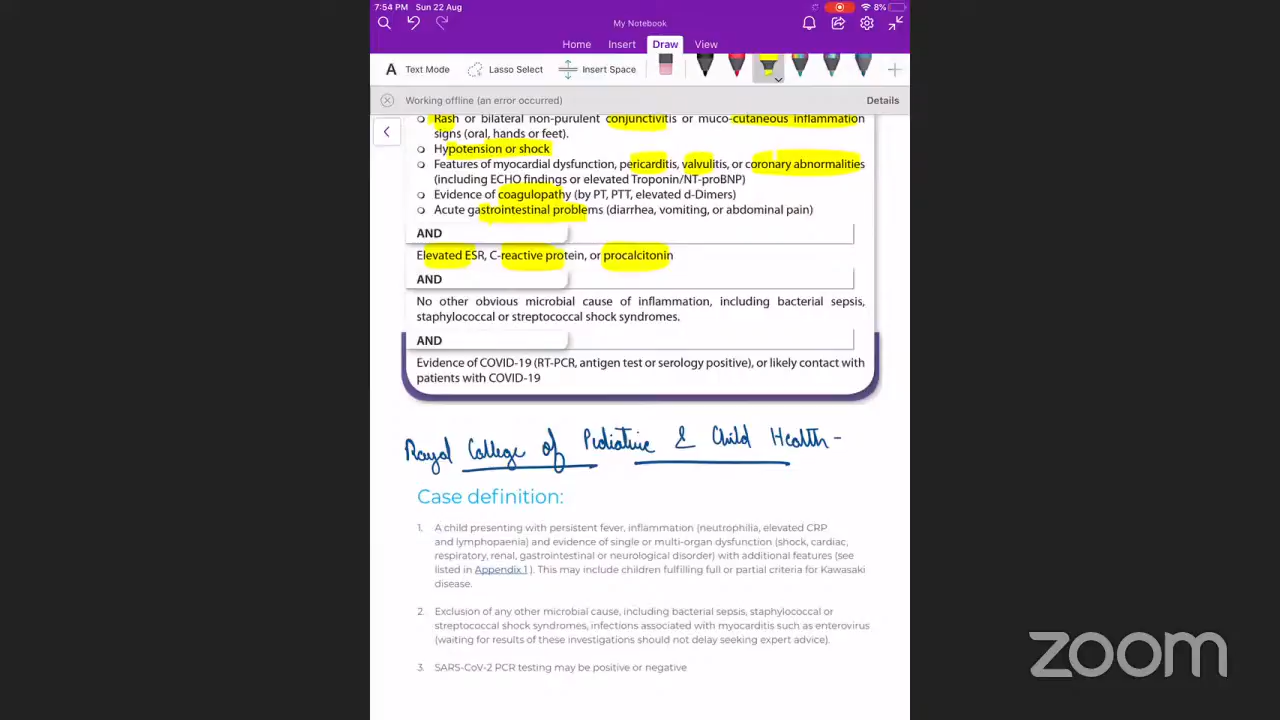 7:54 PM Sun 22 Aug
8%
My Notebook
Home Insert Draw View
A Text Mode Lasso Select Insert Space
Working offline (an error occurred) Details
Rash or bilateral non-purulent conjunctivitis or muco-cutaneous inflammation
signs (oral, hands or feet).
Hypotension or shock
Features of myocardial dysfunction, pericarditis, valvulitis, or coronary abnormalities
(including ECHO findings or elevated Troponin/NT-proBNP)
Evidence of coagulopathy (by PT, PTT, elevated d-Dimers)
Acute gastrointestinal problems (diarrhea, vomiting, or abdominal pain)
AND
Elevated ESR, C-reactive protein, or procalcitonin
AND
No other obvious microbial cause of inflammation, including bacterial sepsis,
staphylococcal or streptococcal shock syndromes.
AND
Evidence of COVID-19 (RT-PCR, antigen test or serology positive), or likely contact with
patients with COVID-19
Royal College of Pediatric & Child Health -
Case definition:
1. A child presenting with persistent fever, inflammation (neutrophilia, elevated CRP
and lymphopaenia) and evidence of single or multi-organ dysfunction (shock, cardiac,
respiratory, renal, gastrointestinal or neurological disorder) with additional features (see
listed in Appendix 1 ). This may include children fulfilling full or partial criteria for Kawasaki
disease.
2. Exclusion of any other microbial cause, including bacterial sepsis, staphylococcal or
streptococcal shock syndromes, infections associated with myocarditis such as enterovirus
(waiting for results of these investigations should not delay seeking expert advice).
3. SARS-CoV-2 PCR testing may be positive or negative
zoom